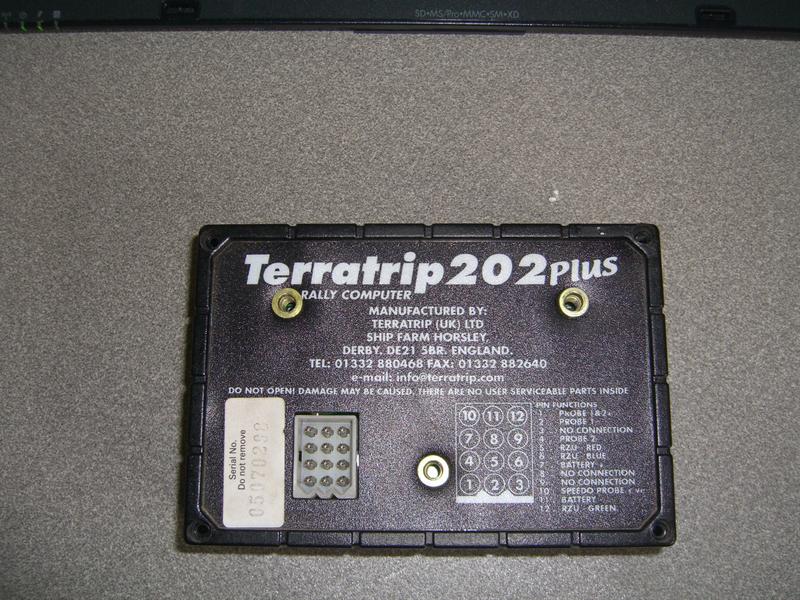 SD•MS/Pro•MMC•SM•XD
Terratrip 202 Plus
RALLY COMPUTER
MANUFACTURED BY:
TERRATRIP (UK) LTD
SHIP FARM HORSLEY,
DERBY. DE21 5BR. ENGLAND.
TEL: 01332 880468 FAX: 01332 882640
e-mail: info@terratrip.com
DO NOT OPEN! DAMAGE MAY BE CAUSED. THERE ARE NO USER SERVICEABLE PARTS INSIDE
Serial No.
Do not remove
10 11 12
7 8 9
4 5 6
1 2 3
PIN FUNCTIONS
1 . PROBE 1&2+
2 . PROBE 1
3 . NO CONNECTION
4 . PROBE 2
5 . RZU - RED
6 . RZU - BLUE
7 . BATTERY +
8 . NO CONNECTION
9 . NO CONNECTION
10 . SPEEDO PROBE
11 . BATTERY -
12 . RZU - GREEN